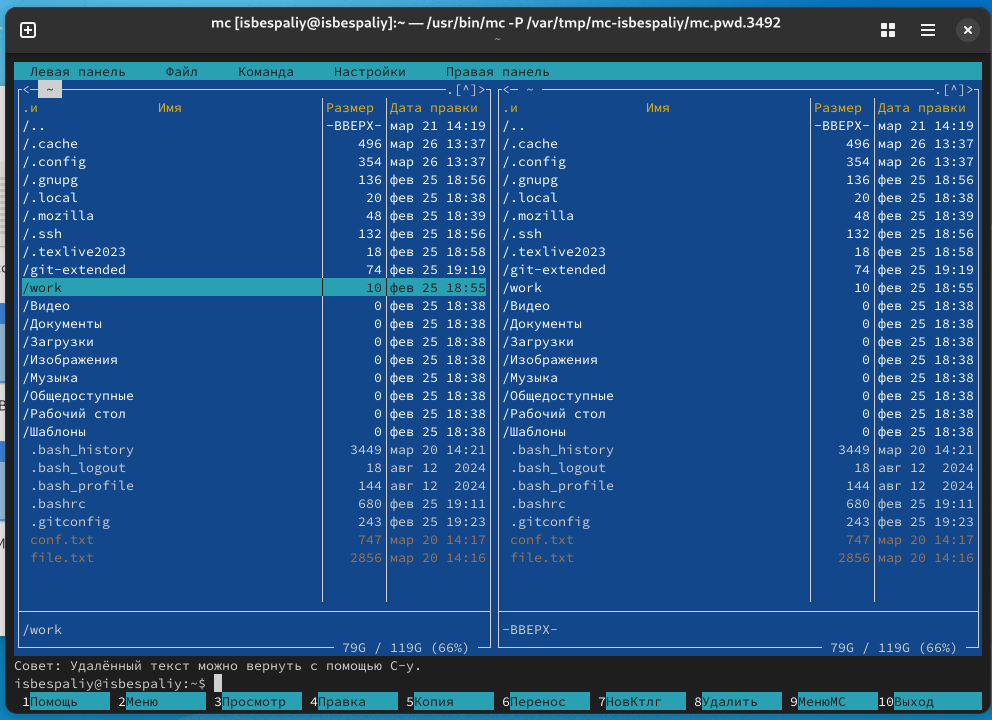 mc [isbespaliy@isbespaliy]:~ — /usr/bin/mc -P /var/tmp/mc-isbespaliy/mc.pwd.3492
~
Левая панель Файл Команда Настройки Правая панель
<— ~ .[^]> <— ~ .[^]>
.и Имя Размер Дата правки .и Имя Размер Дата правки
/.. -ВВЕРХ- мар 21 14:19 /.. -ВВЕРХ- мар 21 14:19
/.cache 496 мар 26 13:37 /.cache 496 мар 26 13:37
/.config 354 мар 26 13:37 /.config 354 мар 26 13:37
/.gnupg 136 фев 25 18:56 /.gnupg 136 фев 25 18:56
/.local 20 фев 25 18:38 /.local 20 фев 25 18:38
/.mozilla 48 фев 25 18:39 /.mozilla 48 фев 25 18:39
/.ssh 132 фев 25 18:56 /.ssh 132 фев 25 18:56
/.texlive2023 18 фев 25 18:58 /.texlive2023 18 фев 25 18:58
/git-extended 74 фев 25 19:19 /git-extended 74 фев 25 19:19
/work 10 фев 25 18:55 /work 10 фев 25 18:55
/Видео 0 фев 25 18:38 /Видео 0 фев 25 18:38
/Документы 0 фев 25 18:38 /Документы 0 фев 25 18:38
/Загрузки 0 фев 25 18:38 /Загрузки 0 фев 25 18:38
/Изображения 0 фев 25 18:38 /Изображения 0 фев 25 18:38
/Музыка 0 фев 25 18:38 /Музыка 0 фев 25 18:38
/Общедоступные 0 фев 25 18:38 /Общедоступные 0 фев 25 18:38
/Рабочий стол 0 фев 25 18:38 /Рабочий стол 0 фев 25 18:38
/Шаблоны 0 фев 25 18:38 /Шаблоны 0 фев 25 18:38
.bash_history 3449 мар 20 14:21 .bash_history 3449 мар 20 14:21
.bash_logout 18 авг 12 2024 .bash_logout 18 авг 12 2024
.bash_profile 144 авг 12 2024 .bash_profile 144 авг 12 2024
.bashrc 680 фев 25 19:11 .bashrc 680 фев 25 19:11
.gitconfig 243 фев 25 19:23 .gitconfig 243 фев 25 19:23
conf.txt 747 мар 20 14:17 conf.txt 747 мар 20 14:17
file.txt 2856 мар 20 14:16 file.txt 2856 мар 20 14:16
/work -ВВЕРХ-
79G / 119G (66%) 79G / 119G (66%)
Совет: Удалённый текст можно вернуть с помощью C-y.
isbespaliy@isbespaliy:~$
1Помощь 2Меню 3Просмотр 4Правка 5Копия 6Перенос 7НовКтлг 8Удалить 9МенюMC 10Выход